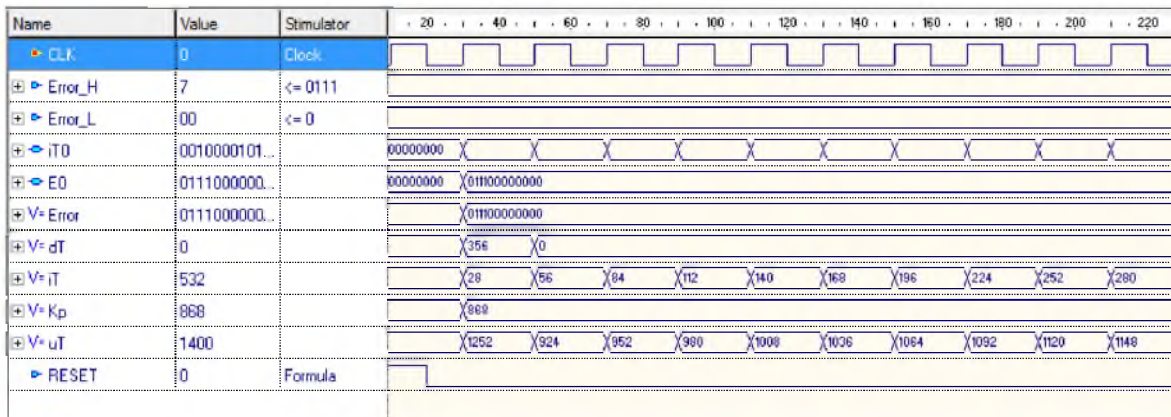 Name Value Stimulator 20 40 60 80 100 120 140 160 180 200 220
CLK 0 Clock
Error_H 7 <= 0111
Error_L 00 <= 0
iT0 0010000101... 00000000
E0 0111000000... 00000000 011100000000
V= Error 0111000000... 011100000000
V= dT 0 356 0
V= iT 532 28 56 84 112 140 168 196 224 252 280
V= Kp 868 868
V= uT 1400 1252 924 952 980 1008 1036 1064 1092 1120 1148
RESET 0 Formula